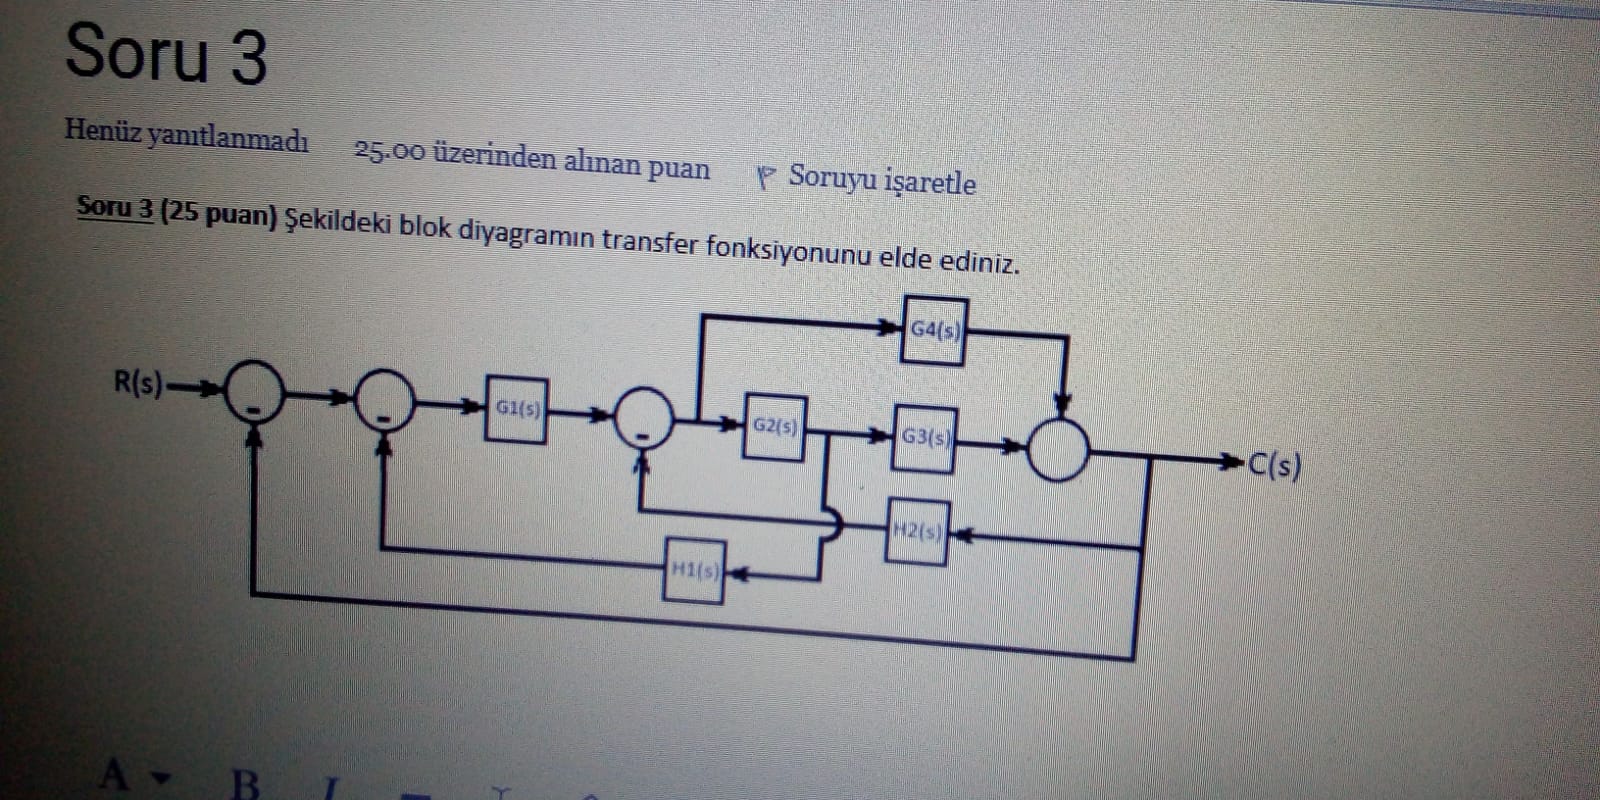 Soru 3
Henüz yanıtlanmadı 25.00 üzerinden alınan puan Soruyu işaretle
Soru 3 (25 puan) Şekildeki blok diyagramın transfer fonksiyonunu elde ediniz.
G4(s)
R(s) - - G1(s) - G2(s) G3(s) C(s)
H2(s)
H1(s)
A B I